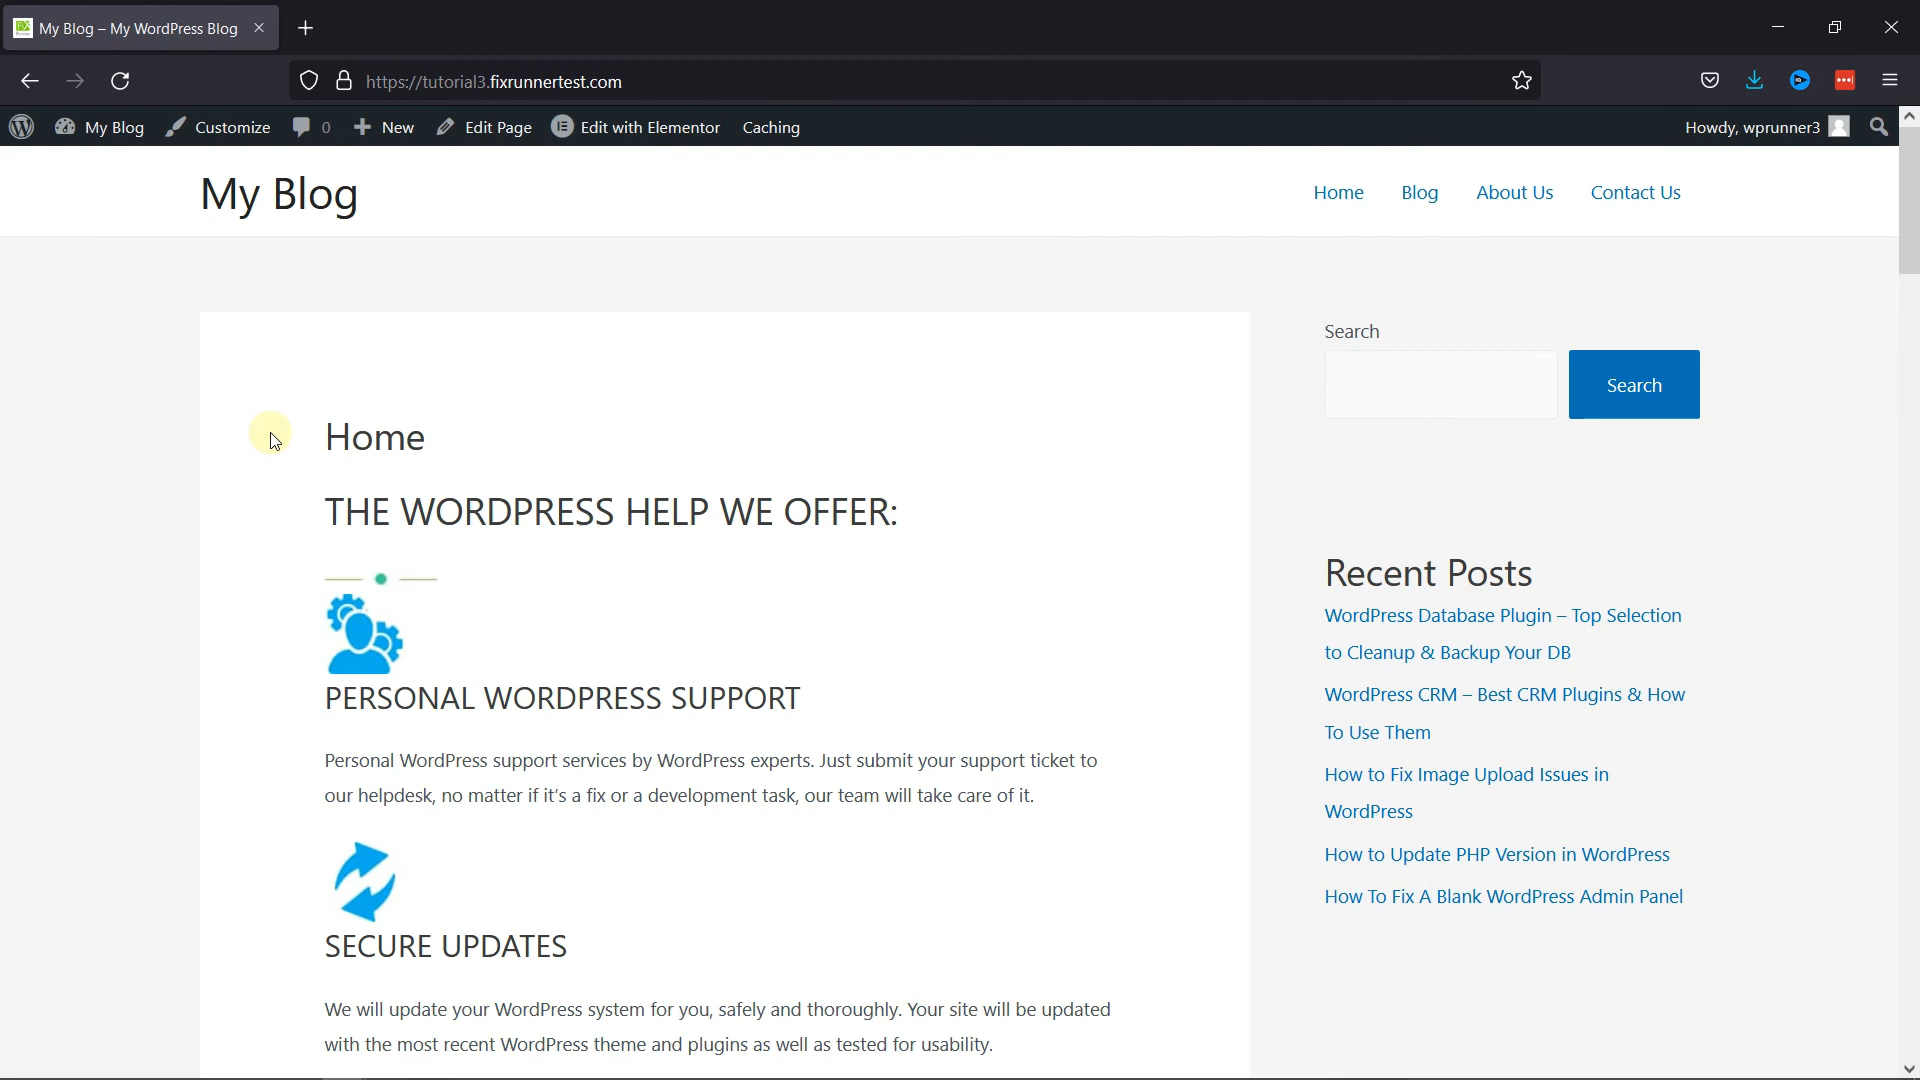 My Blog – My WordPress Blog
https://tutorial3.fixrunnertest.com
My Blog
Customize
0
New
Edit Page
Edit with Elementor
Caching
Howdy, wprunner3
My Blog
Home
Blog
About Us
Contact Us
Home
THE WORDPRESS HELP WE OFFER:
PERSONAL WORDPRESS SUPPORT
Personal WordPress support services by WordPress experts. Just submit your support ticket to
our helpdesk, no matter if it's a fix or a development task, our team will take care of it.
SECURE UPDATES
We will update your WordPress system for you, safely and thoroughly. Your site will be updated
with the most recent WordPress theme and plugins as well as tested for usability.
Search
Search
Recent Posts
WordPress Database Plugin – Top Selection
to Cleanup & Backup Your DB
WordPress CRM – Best CRM Plugins & How
To Use Them
How to Fix Image Upload Issues in
WordPress
How to Update PHP Version in WordPress
How To Fix A Blank WordPress Admin Panel